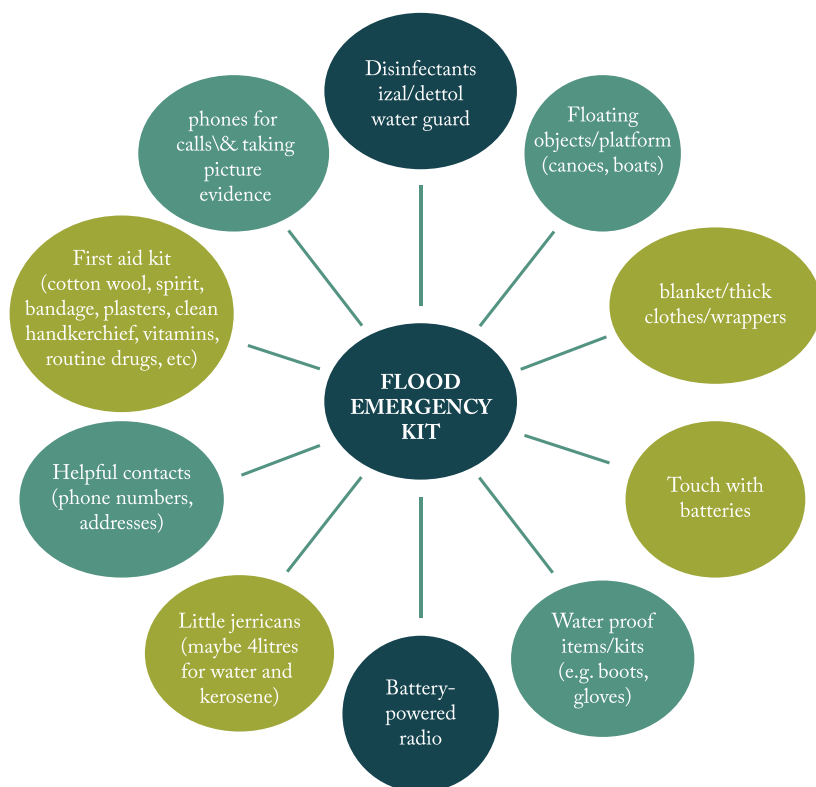 Disinfectants
izal/dettol
water guard
Floating
objects/platform
(canoes, boats)
blanket/thick
clothes/wrappers
Touch with
batteries
Water proof
items/kits
(e.g. boots,
gloves)
Battery-
powered
radio
Little jerricans
(maybe 4litres
for water and
kerosene)
Helpful contacts
(phone numbers,
addresses)
First aid kit
(cotton wool, spirit,
bandage, plasters, clean
handkerchief, vitamins,
routine drugs, etc)
phones for
calls\& taking
picture
evidence
FLOOD
EMERGENCY
KIT